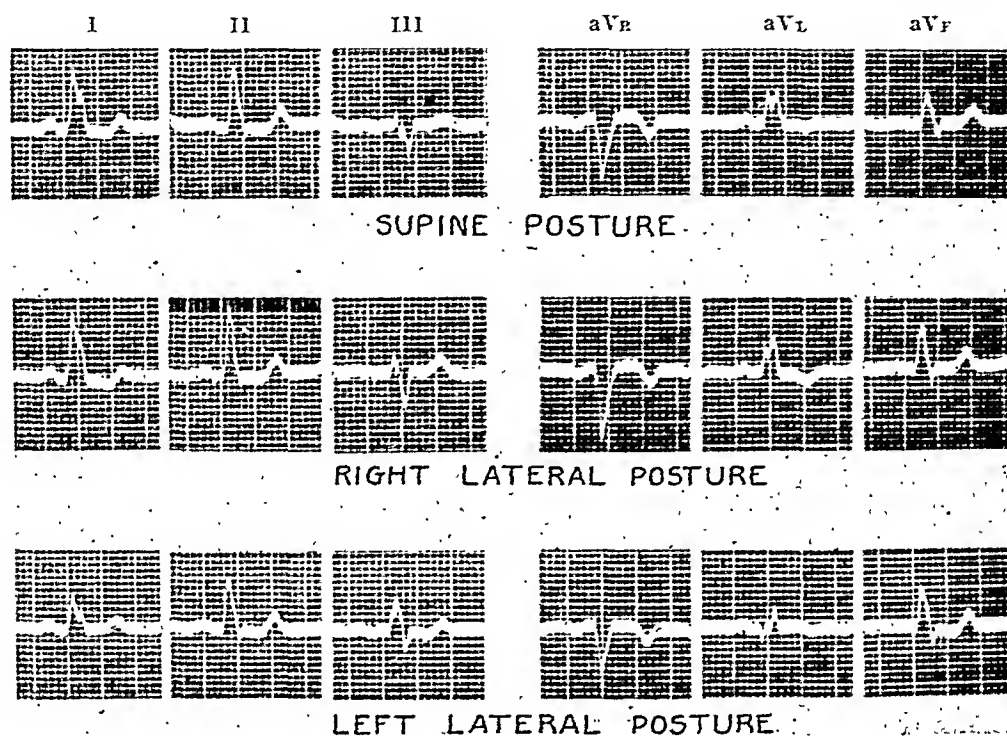 I II III aVR aVL aVF
SUPINE POSTURE
RIGHT LATERAL POSTURE
LEFT LATERAL POSTURE